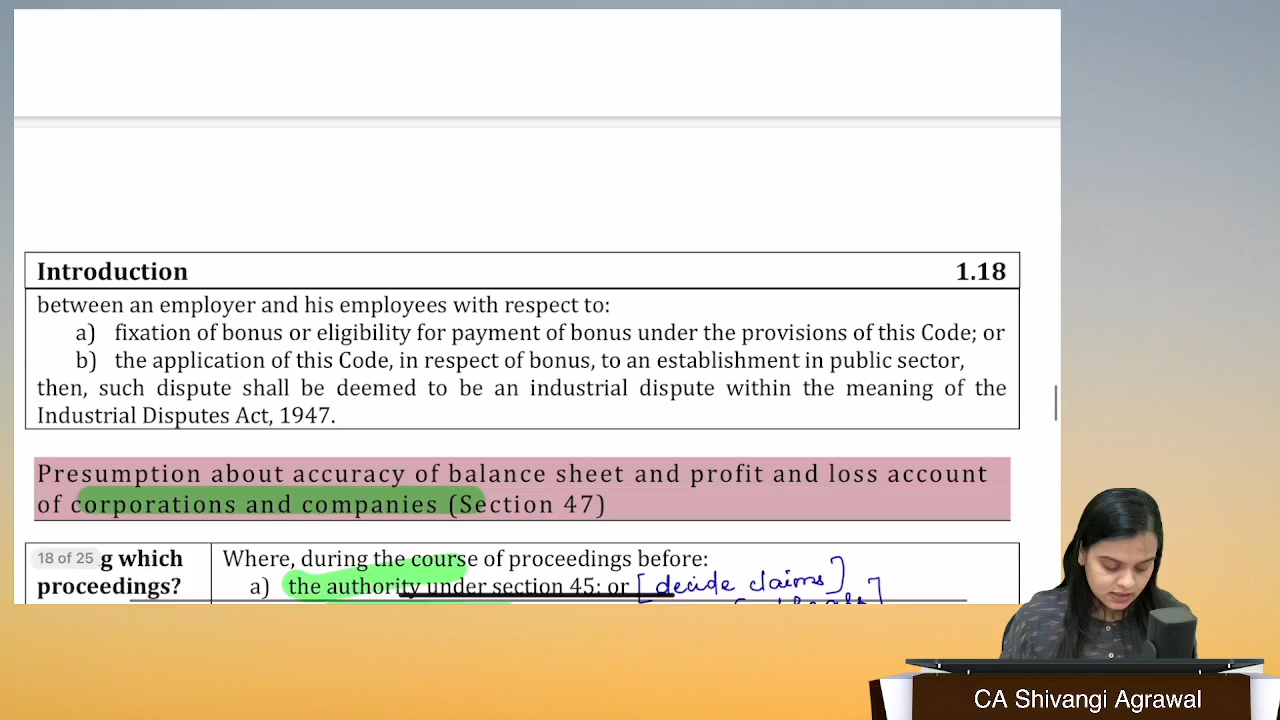 Introduction 1.18
between an employer and his employees with respect to:
a) fixation of bonus or eligibility for payment of bonus under the provisions of this Code; or
b) the application of this Code, in respect of bonus, to an establishment in public sector,
then, such dispute shall be deemed to be an industrial dispute within the meaning of the
Industrial Disputes Act, 1947.
Presumption about accuracy of balance sheet and profit and loss account
of corporations and companies (Section 47)
18 of 25 g which
proceedings?
Where, during the course of proceedings before:
a) the authority under section 45; or [decide claims]
CA Shivangi Agrawal